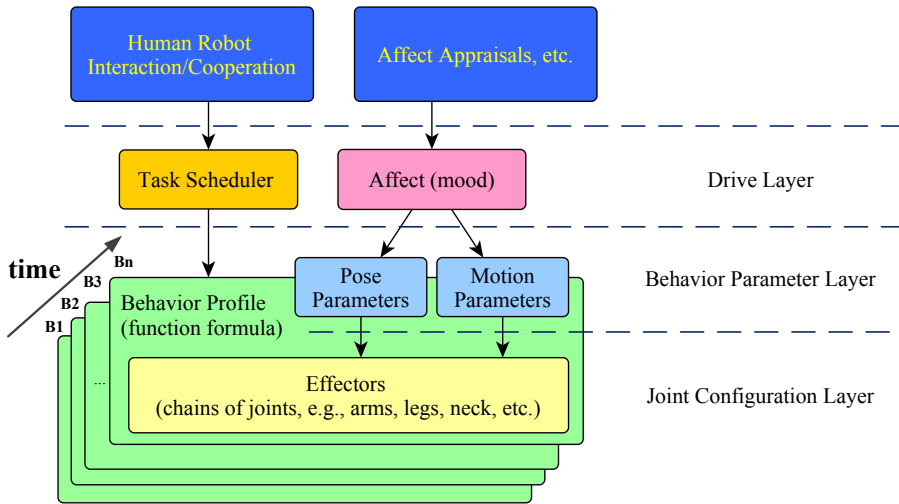 Human Robot
Interaction/Cooperation
Affect Appraisals, etc.
Task Scheduler
Affect (mood)
Drive Layer
time
Bn
B3
B2
B1
Pose
Parameters
Motion
Parameters
Behavior Parameter Layer
Behavior Profile
(function formula)
...
Effectors
(chains of joints, e.g., arms, legs, neck, etc.)
Joint Configuration Layer